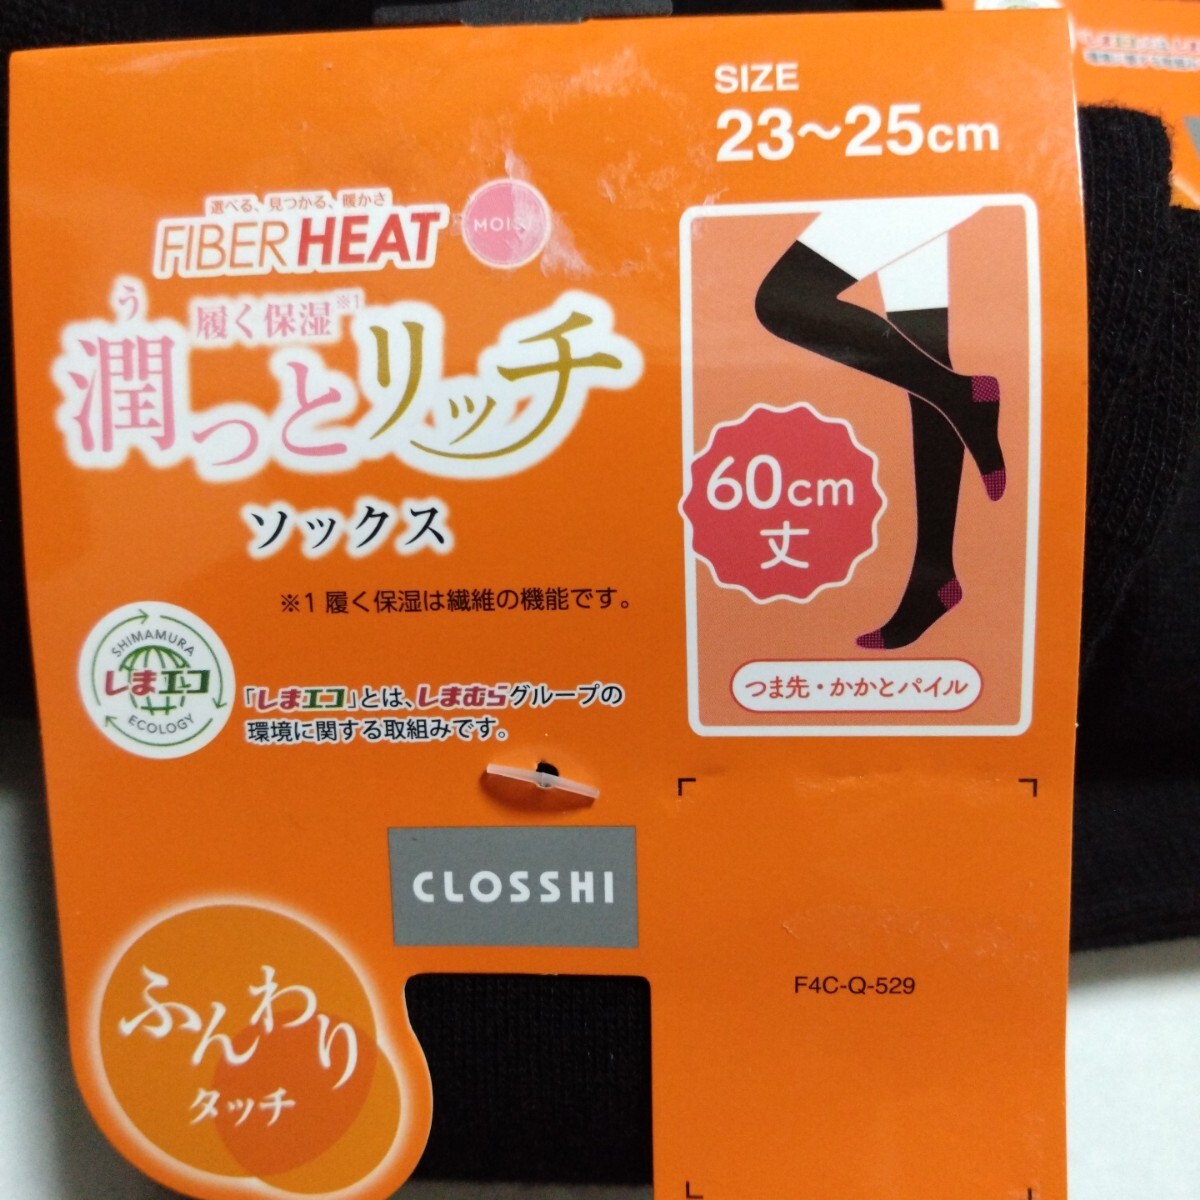 SIZE
23～25cm
選べる、見つかる、暖かさ
FIBER HEAT
MOIST
履く保湿※1
う
潤っとリッチ
ソックス
※1 履く保湿は繊維の機能です。
60cm
丈
つま先・かかとパイル
SHIMAMURA
しまエコ
ECOLOGY
「しまエコ」とは、しまむらグループの
環境に関する取組みです。
CLOSSHI
F4C-Q-529
ふんわり
タッチ